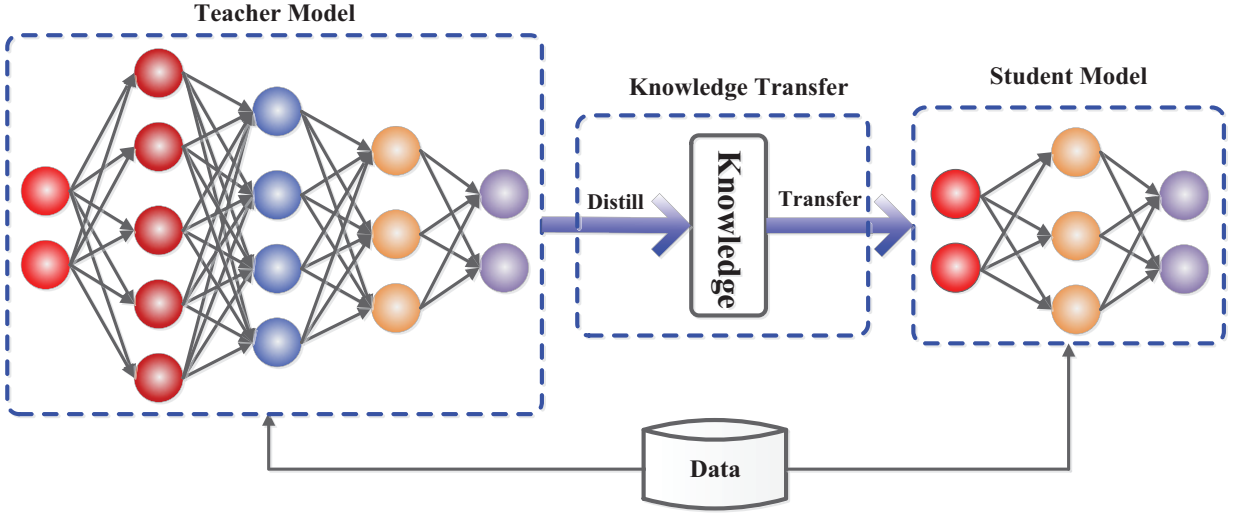 Teacher Model
Knowledge Transfer
Student Model
Distill
Knowledge
Transfer
Data